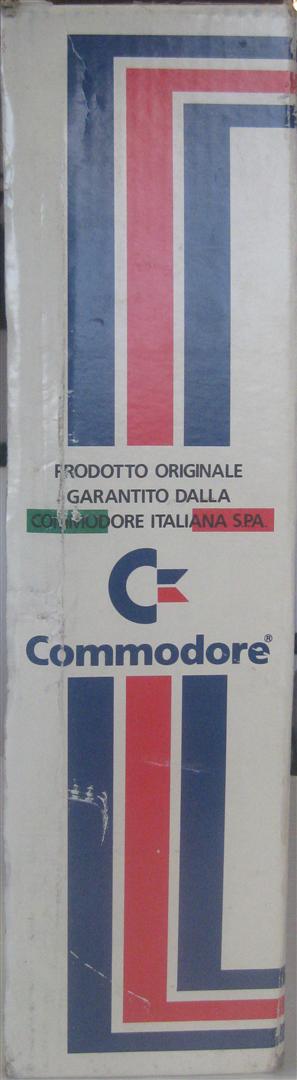 PRODOTTO ORIGINALE
GARANTITO DALLA
COMMODORE ITALIANA S.P.A.
Commodore®